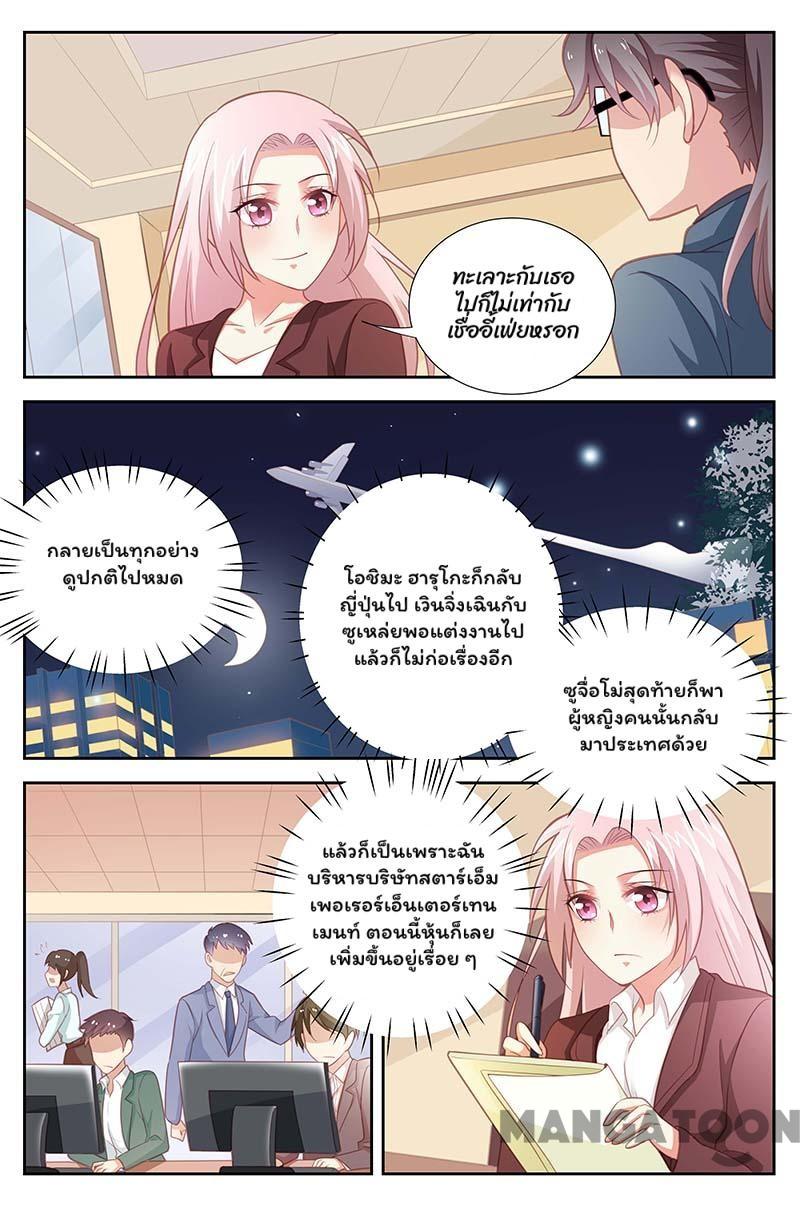 ทะเลาะกับเธอ
ไปก็ไม่เท่ากับ
เชื่ออี้เฟ่ยหรอก
กลายเป็นทุกอย่าง
ดูปกติไปหมด
โอชิมะ ฮารุโกะก็กลับ
ญี่ปุ่นไป เวินจิ่งเฉินกับ
ซูเหล่ยพอแต่งงานไป
แล้วก็ไม่ก่อเรื่องอีก
ซูจื่อโม่สุดท้ายก็พา
ผู้หญิงคนนั้นกลับ
มาประเทศด้วย
แล้วก็เป็นเพราะฉัน
บริหารบริษัทสตาร์เอ็ม
เพอเรอร์เอ็นเตอร์เทน
เมนท์ ตอนนี้หุ้นก็เลย
เพิ่มขึ้นอยู่เรื่อย ๆ
MANGATOON